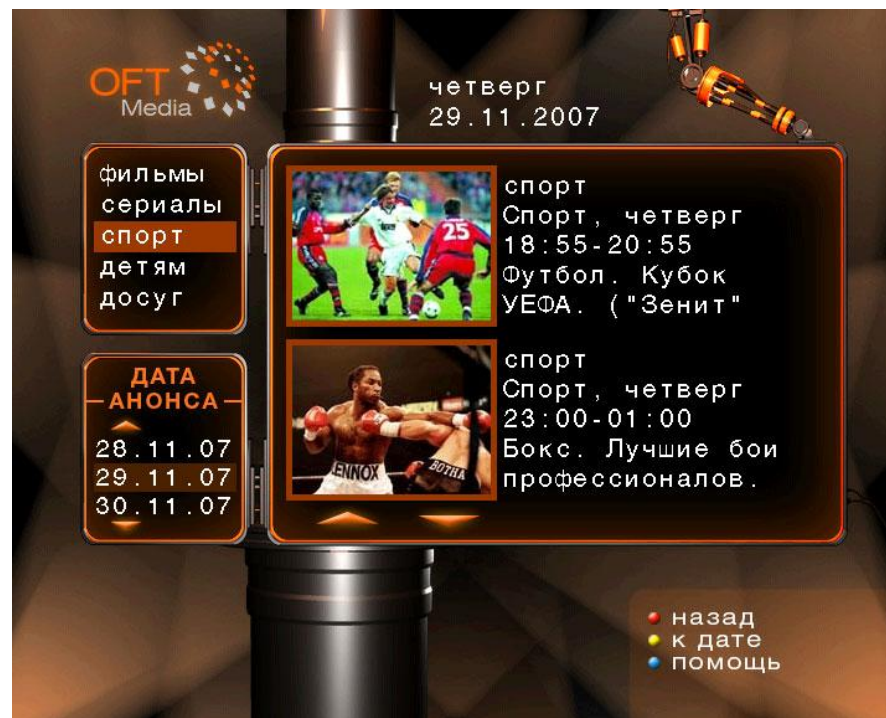 OFT
Media
четверг
29.11.2007
фильмы
сериалы
спорт
детям
досуг
ДАТА
АНОНСА
28.11.07
29.11.07
30.11.07
спорт
Спорт, четверг
18:55-20:55
Футбол. Кубок
УЕФА. ("Зенит"
25
спорт
Спорт, четверг
23:00-01:00
Бокс. Лучшие бои
профессионалов.
LENNOX
BOTHA
назад
к дате
помощь